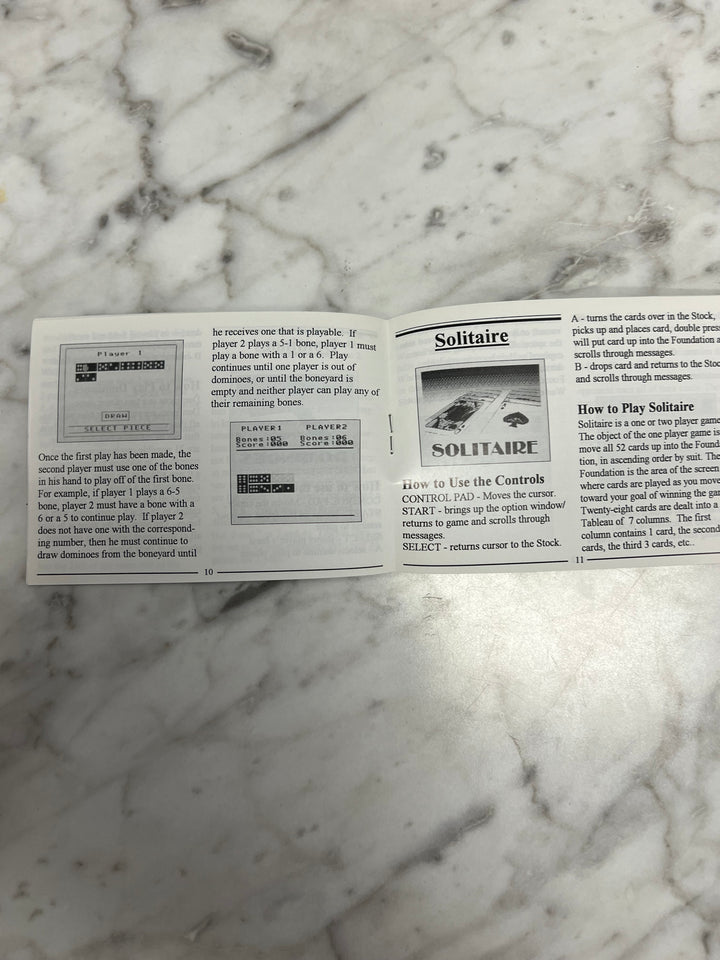 Player 1
DRAW
SELECT PIECE
Once the first play has been made, the
second player must use one of the bones
in his hand to play off of the first bone.
For example, if player 1 plays a 6-5
bone, player 2 must have a bone with a
6 or a 5 to continue play. If player 2
does not have one with the correspond-
ing number, then he must continue to
draw dominoes from the boneyard until
he receives one that is playable. If
player 2 plays a 5-1 bone, player 1 must
play a bone with a 1 or a 6. Play
continues until one player is out of
dominoes, or until the boneyard is
empty and neither player can play any of
their remaining bones.
PLAYER1 PLAYER2
Bones:05 Bones:06
Score:000 Score:000
10
Solitaire
SOLITAIRE
How to Use the Controls
CONTROL PAD - Moves the cursor.
START - brings up the option window/
returns to game and scrolls through
messages.
SELECT - returns cursor to the Stock.
A - turns the cards over in the Stock,
picks up and places card, double press
will put card up into the Foundation a
scrolls through messages.
B - drops card and returns to the Stoc
and scrolls through messages.
How to Play Solitaire
Solitaire is a one or two player game
The object of the one player game is
move all 52 cards up into the Founda-
tion, in ascending order by suit. The
Foundation is the area of the screen
where cards are played as you move
toward your goal of winning the gam
Twenty-eight cards are dealt into a
Tableau of 7 columns. The first
column contains 1 card, the second
cards, the third 3 cards, etc..
11